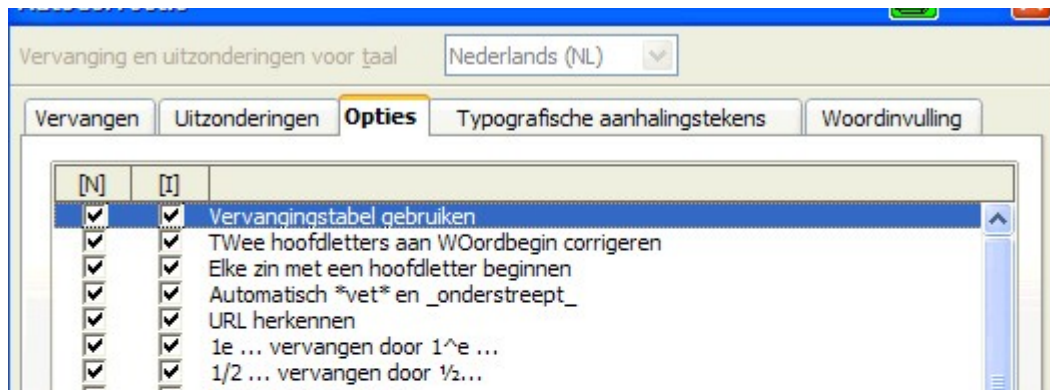 Vervanging en uitzonderingen voor taal Nederlands (NL)
Vervangen Uitzonderingen Opties Typografische aanhalingstekens Woordinvulling
[N] [I]
Vervangingstabel gebruiken
TWee hoofdletters aan WOordbegin corrigeren
Elke zin met een hoofdletter beginnen
Automatisch *vet* en _onderstreept_
URL herkennen
1e ... vervangen door 1^e ...
1/2 ... vervangen door ½...